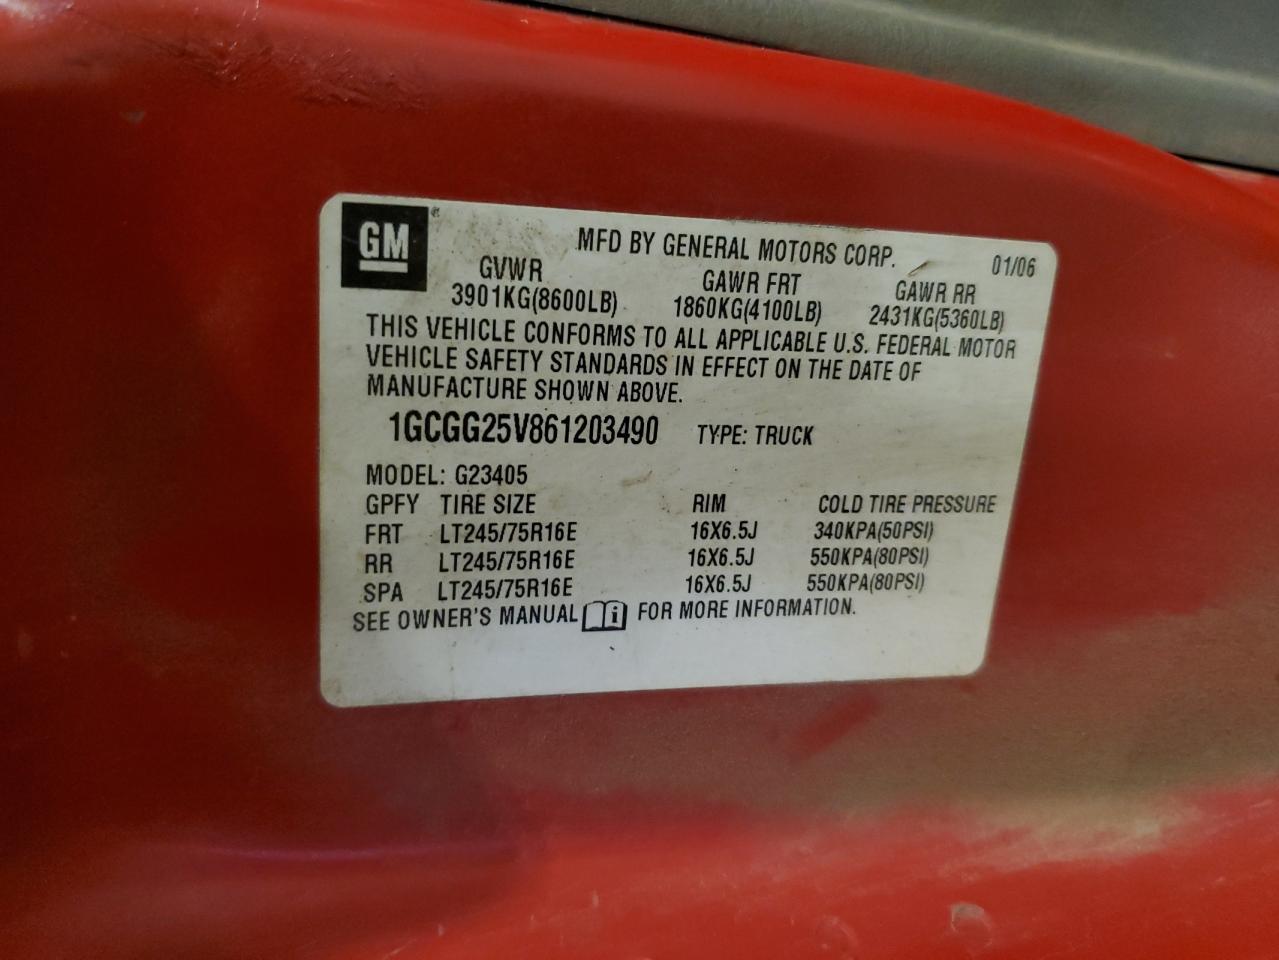 GM®
MFD BY GENERAL MOTORS CORP. 01/06
GVWR GAWR FRT GAWR RR
3901KG(8600LB) 1860KG(4100LB) 2431KG(5360LB)
THIS VEHICLE CONFORMS TO ALL APPLICABLE U.S. FEDERAL MOTOR
VEHICLE SAFETY STANDARDS IN EFFECT ON THE DATE OF
MANUFACTURE SHOWN ABOVE.
1GCGG25V861203490 TYPE: TRUCK
MODEL: G23405
GPFY TIRE SIZE RIM COLD TIRE PRESSURE
FRT LT245/75R16E 16X6.5J 340KPA(50PSI)
RR LT245/75R16E 16X6.5J 550KPA(80PSI)
SPA LT245/75R16E 16X6.5J 550KPA(80PSI)
SEE OWNER'S MANUAL i FOR MORE INFORMATION.